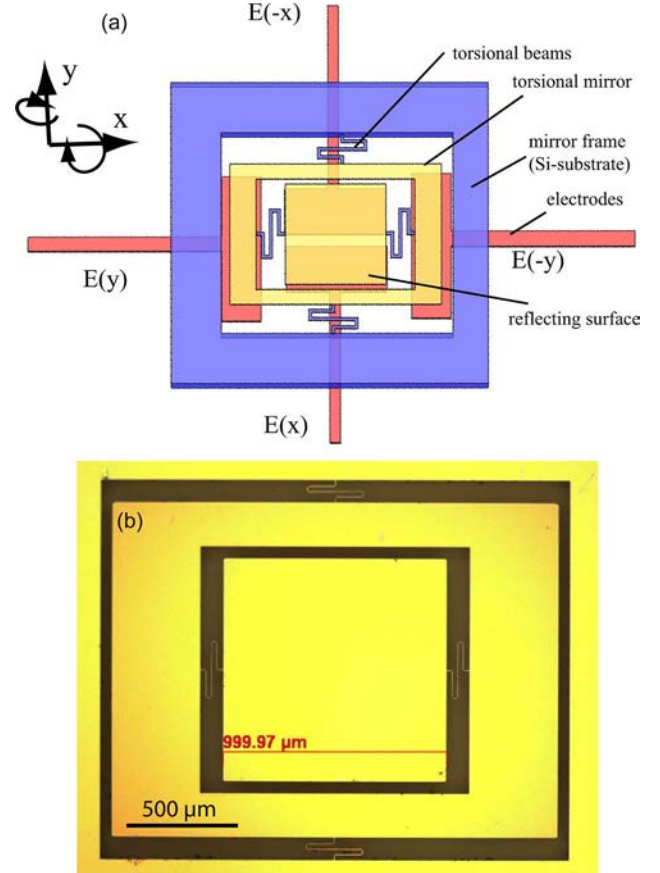 (a)
E(-x)
torsional beams
torsional mirror
y
x
mirror frame
(Si-substrate)
electrodes
E(y)
E(-y)
reflecting surface
E(x)
(b)
999.97 µm
500 µm